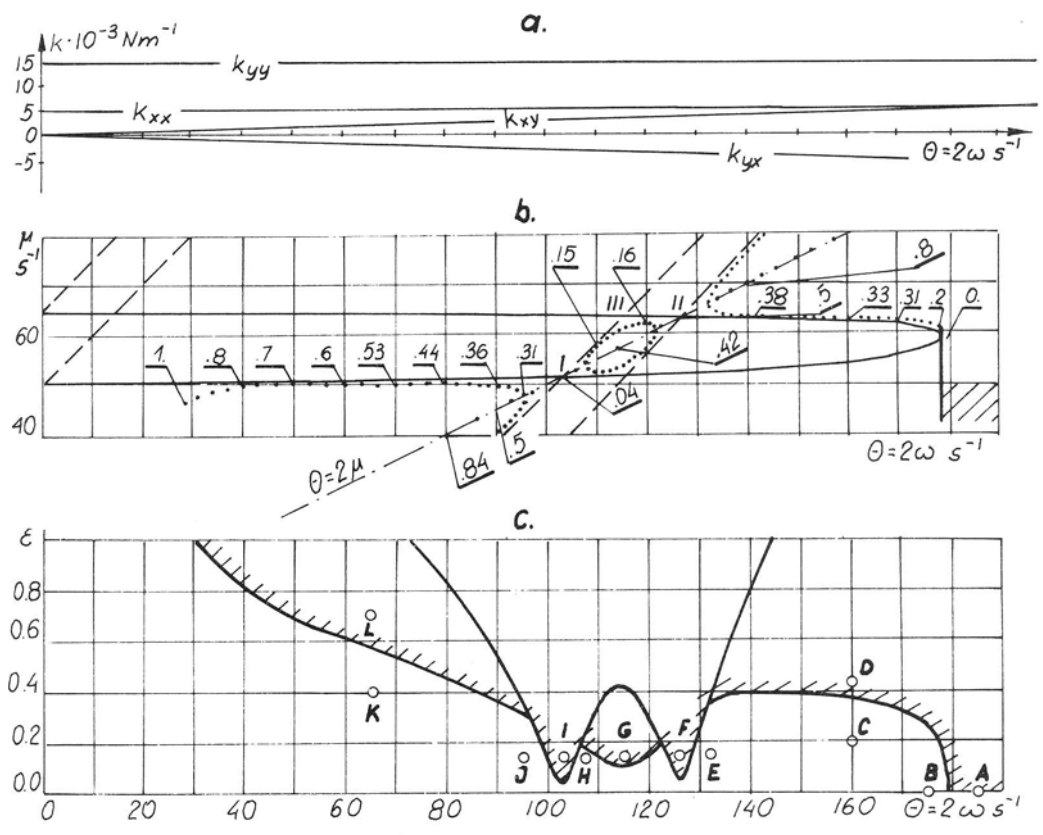 a.
k·10⁻³ Nm⁻¹
15
kyy
10
5
kxx
kxy
0
-5
kyx
Θ=2ω s⁻¹
b.
μ
s⁻¹
.15
.16
.8
III
II
.38
.5
.33
.31
.2
0.
60
1.
.8
.7
.6
.53
.44
.36
.31
I
.42
.04
40
.84
.5
Θ=2μ
Θ=2ω s⁻¹
c.
ε
0.8
0.6
L
D
0.4
K
I
G
F
C
0.2
J
H
E
B
A
0.0
0
20
40
60
80
100
120
140
160
Θ=2ω s⁻¹